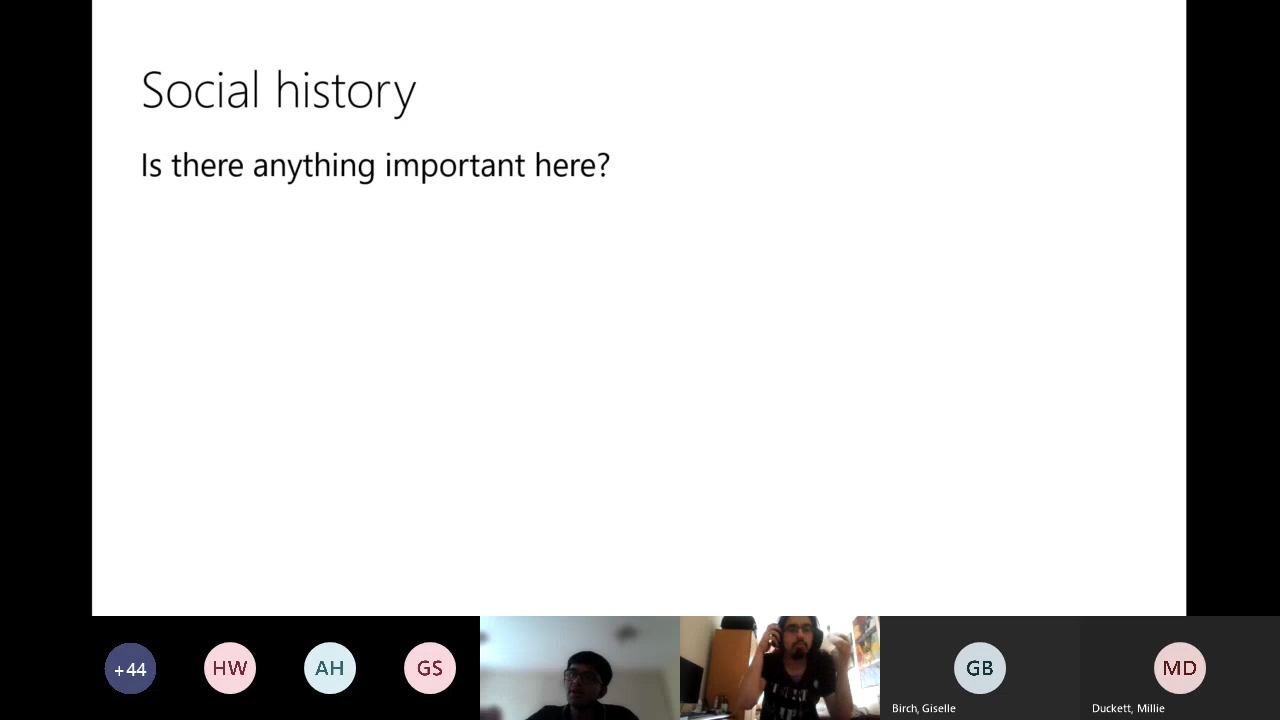 Social history
Is there anything important here?
+44
HW
AH
GS
GB
MD
Birch, Giselle
Duckett, Millie